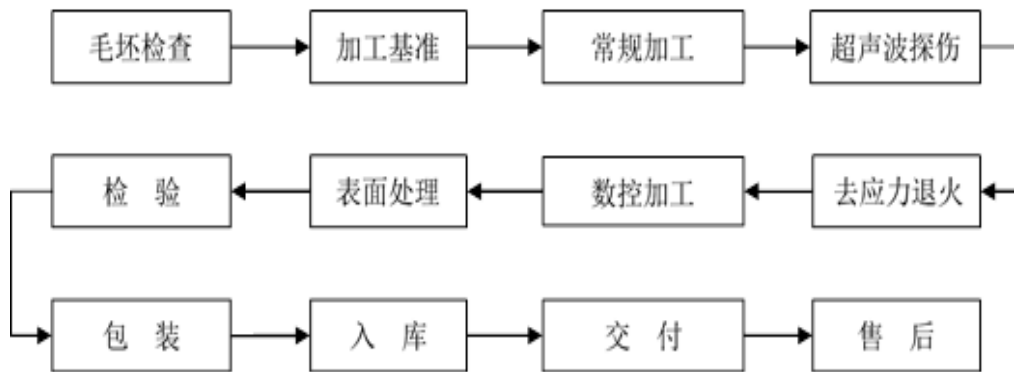 毛坯检查 加工基准 常规加工 超声波探伤
去应力退火 数控加工 表面处理 检 验
包 装 入 库 交 付 售 后